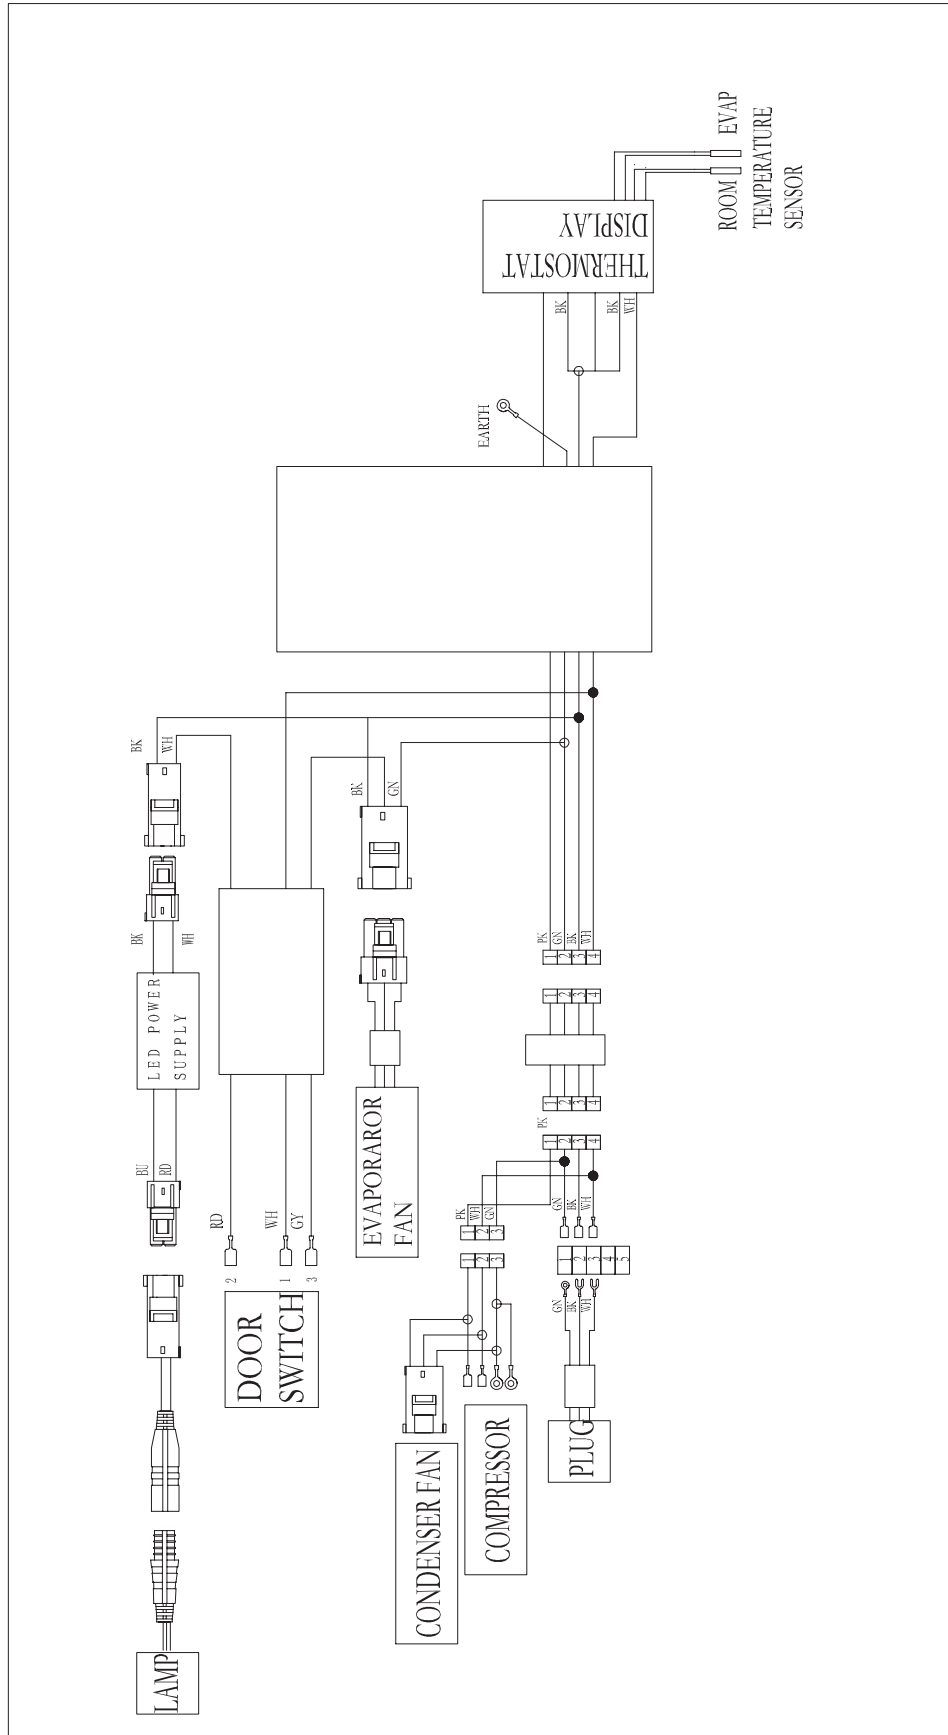 ROOM EVAP
TEMPERATURE
SENSOR
THERMOSTAT
DISPLAY
BK
BK
WH
EARTH
BK
WH
BK
GN
BK
WH
LED POWER
SUPPLY
BU
RD
RD
WH
GY
2
1
3
DOOR
SWITCH
EVAPORAROR
FAN
PK
GN
BK
WH
1
2
3
4
1
2
3
4
1
2
3
4
PK
1
2
3
4
PK
WH
GN
1
2
3
1
2
3
GN
BK
WH
1
2
3
4
5
GN
BK
WH
PLUG
COMPRESSOR
CONDENSER FAN
LAMP